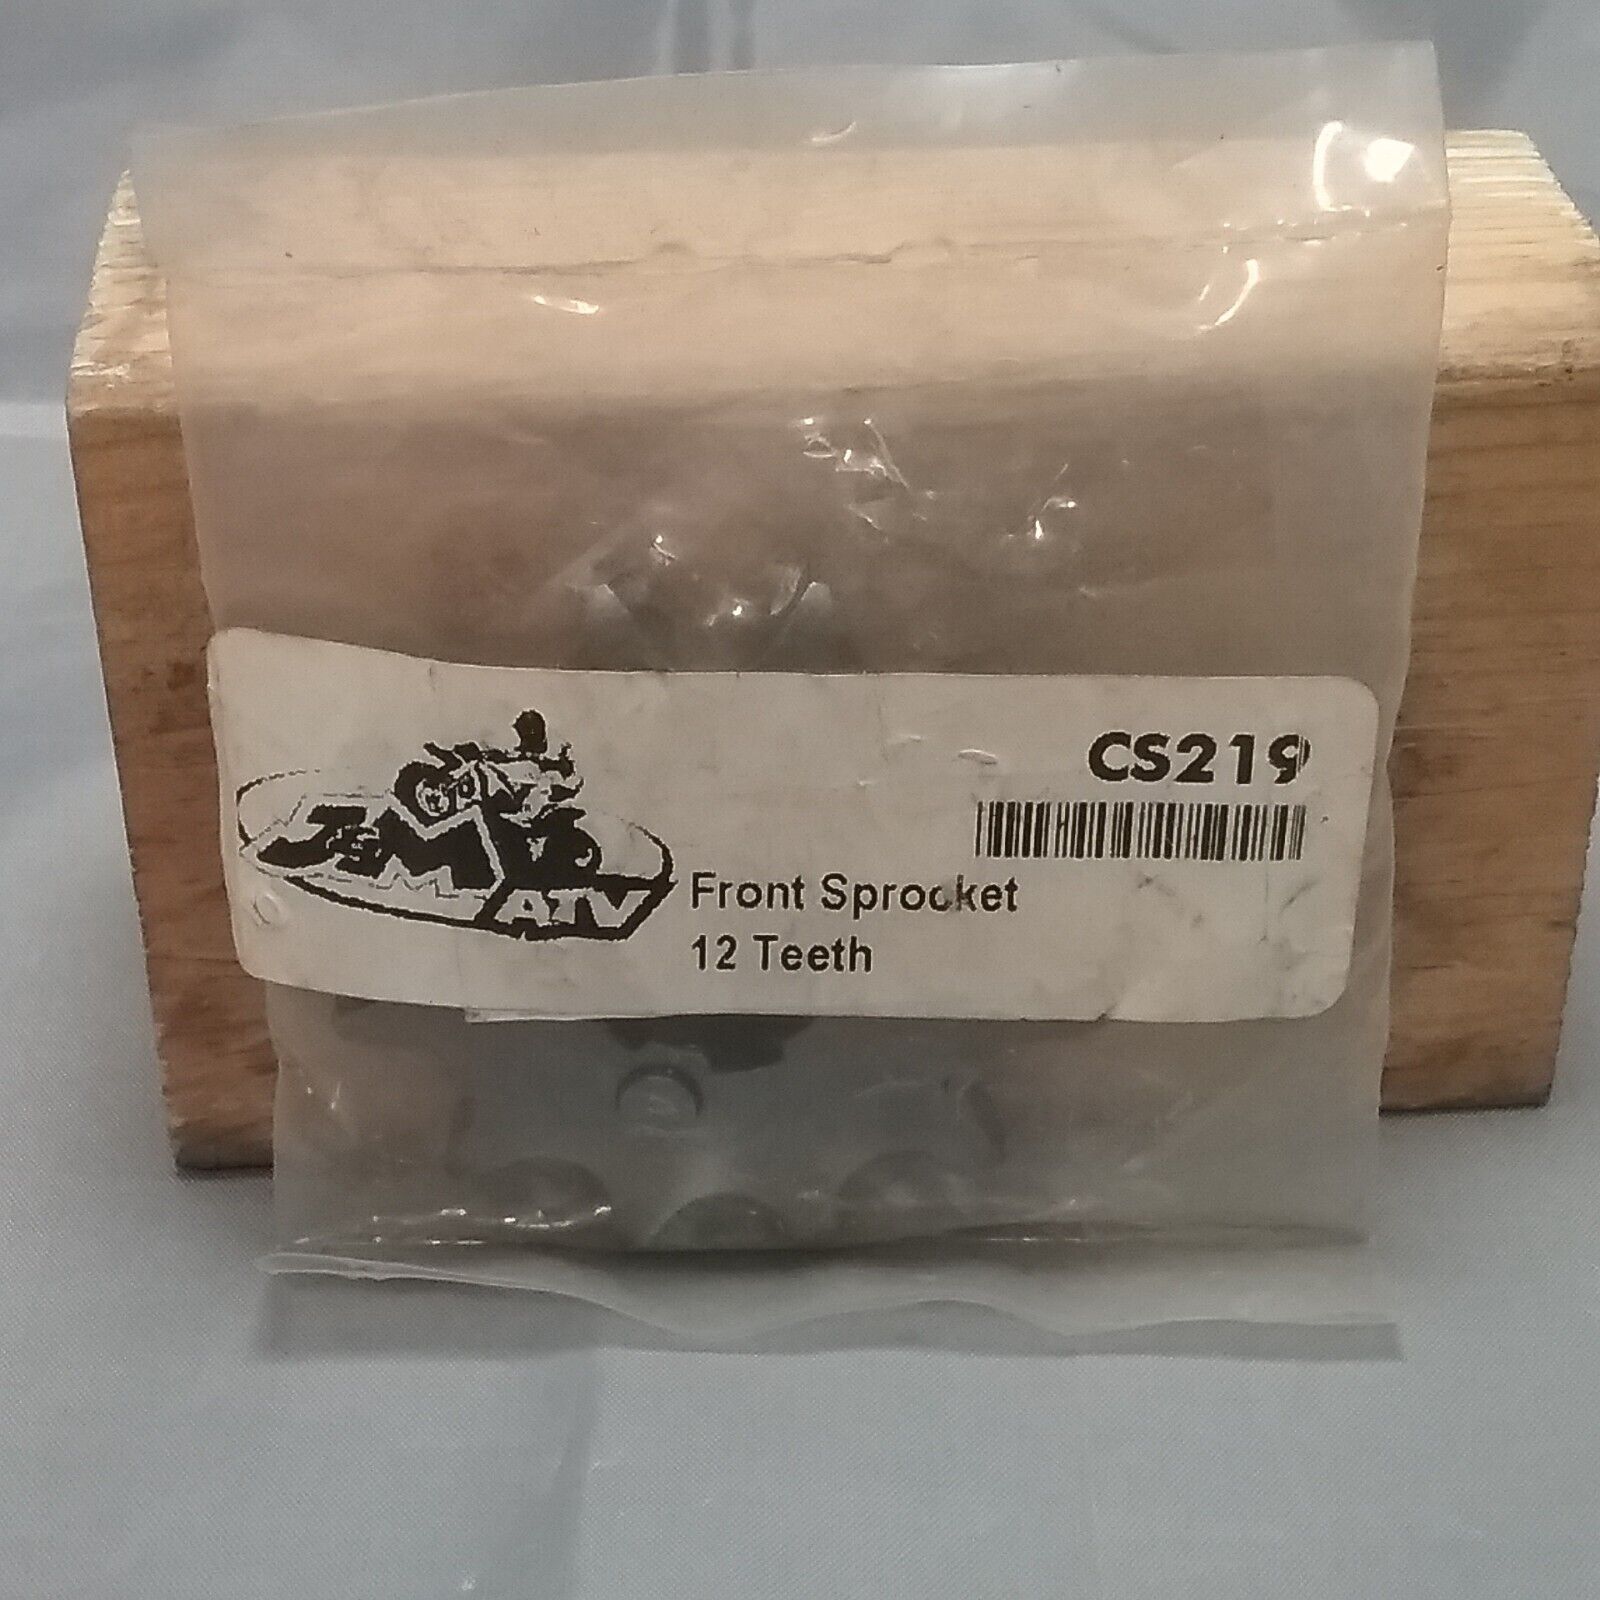 CS219
J&M
ATV
Front Sprocket
12 Teeth